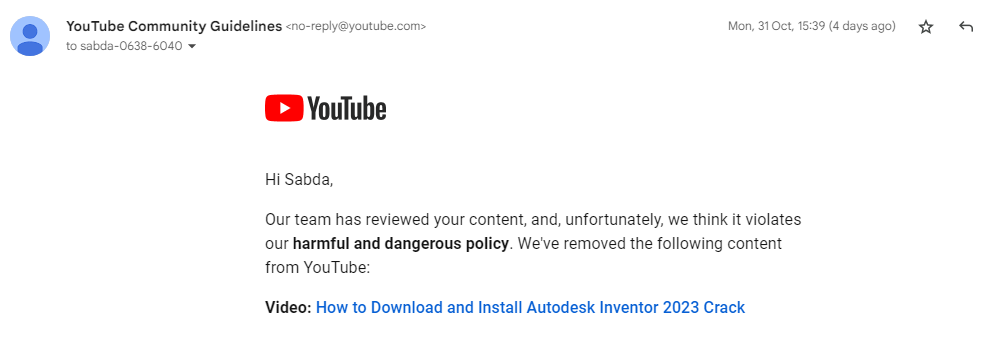 YouTube Community Guidelines <no-reply@youtube.com>
Mon, 31 Oct, 15:39 (4 days ago)
to sabda-0638-6040
YouTube
Hi Sabda,
Our team has reviewed your content, and, unfortunately, we think it violates
our harmful and dangerous policy. We've removed the following content
from YouTube:
Video: How to Download and Install Autodesk Inventor 2023 Crack